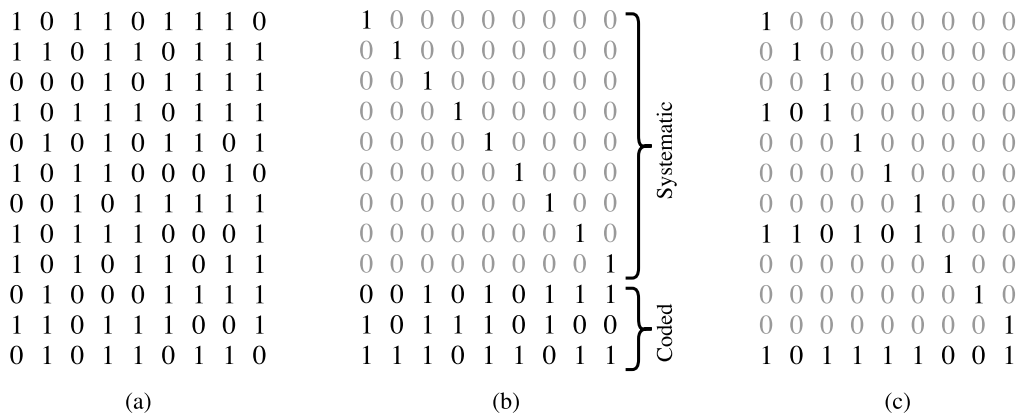 1 0 1 1 0 1 1 1 0 1 0 0 0 0 0 0 0 0 1 0 0 0 0 0 0 0 0
1 1 0 1 1 0 1 1 1 0 1 0 0 0 0 0 0 0 0 1 0 0 0 0 0 0 0
0 0 0 1 0 1 1 1 1 0 0 1 0 0 0 0 0 0 0 0 1 0 0 0 0 0 0
1 0 1 1 1 0 1 1 1 0 0 0 1 0 0 0 0 0 1 0 1 0 0 0 0 0 0
0 1 0 1 0 1 1 0 1 0 0 0 0 1 0 0 0 0 0 0 0 1 0 0 0 0 0
1 0 1 1 0 0 0 1 0 0 0 0 0 0 1 0 0 0 0 0 0 0 1 0 0 0 0
0 0 1 0 1 1 1 1 1 0 0 0 0 0 0 1 0 0 0 0 0 0 0 1 0 0 0
1 0 1 1 1 0 0 0 1 0 0 0 0 0 0 0 1 0 1 1 0 1 0 1 0 0 0
1 0 1 0 1 1 0 1 1 0 0 0 0 0 0 0 0 1 0 0 0 0 0 0 1 0 0
0 1 0 0 0 1 1 1 1 0 0 1 0 1 0 1 1 1 0 0 0 0 0 0 0 1 0
1 1 0 1 1 1 0 0 1 1 0 1 1 1 0 1 0 0 0 0 0 0 0 0 0 0 1
0 1 0 1 1 0 1 1 0 1 1 1 0 1 1 0 1 1 1 0 1 1 1 1 0 0 1
Systematic
Coded
(a) (b) (c)